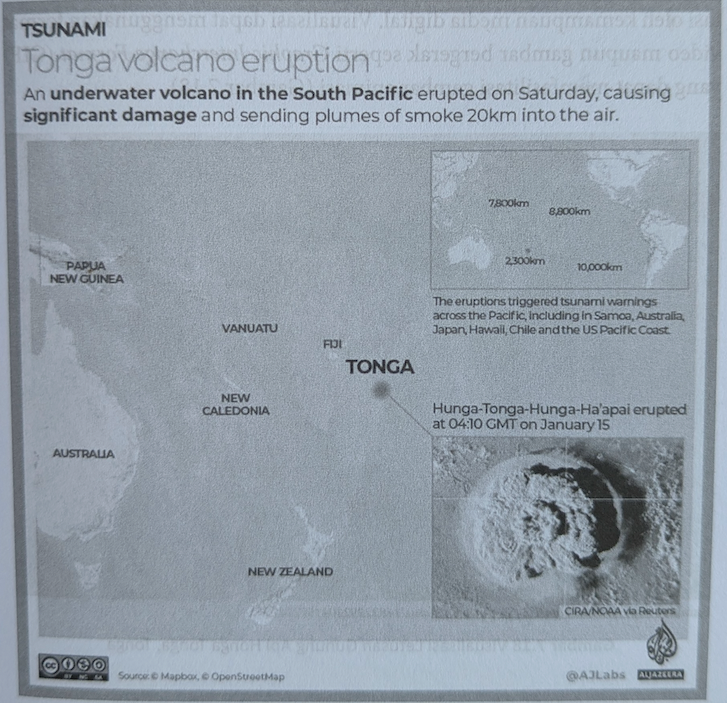 TSUNAMI
Tonga volcano eruption
An underwater volcano in the South Pacific erupted on Saturday, causing
significant damage and sending plumes of smoke 20km into the air.
7,800km
8,800km
2,300km
10,000km
The eruptions triggered tsunami warnings
across the Pacific, including in Samoa, Australia,
Japan, Hawaii, Chile and the US Pacific Coast.
PAPUA
NEW GUINEA
VANUATU
FIJI
TONGA
NEW
CALEDONIA
AUSTRALIA
NEW ZEALAND
Hunga-Tonga-Hunga-Ha'apai erupted
at 04:10 GMT on January 15
CIRA/NOAA via Reuters
cc
BY NC SA
Source: © Mapbox, © OpenStreetMap
@AJLabs
ALJAZEERA